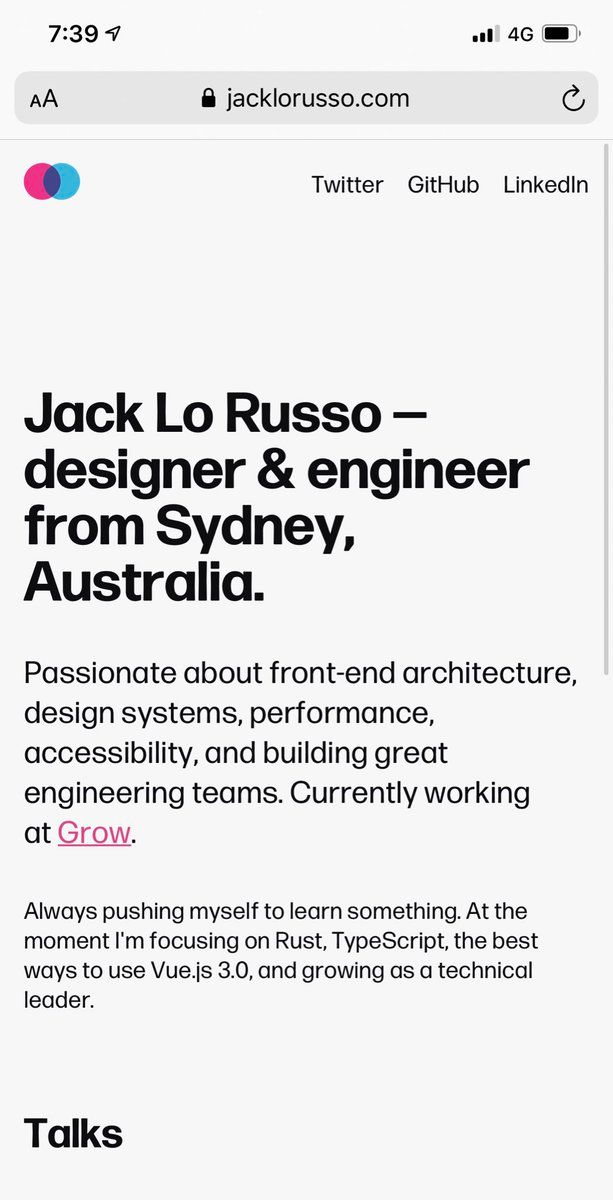 7:39
4G
AA
jacklorusso.com
Twitter GitHub LinkedIn
Jack Lo Russo —
designer & engineer
from Sydney,
Australia.
Passionate about front-end architecture,
design systems, performance,
accessibility, and building great
engineering teams. Currently working
at Grow.
Always pushing myself to learn something. At the
moment I'm focusing on Rust, TypeScript, the best
ways to use Vue.js 3.0, and growing as a technical
leader.
Talks